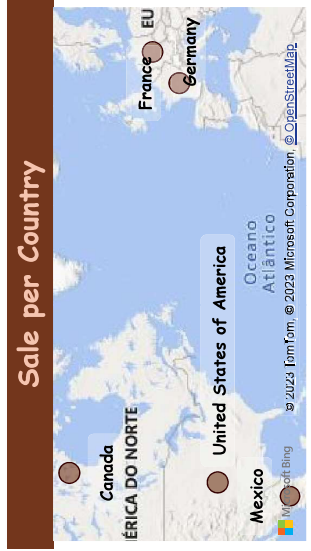 Sale per Country
EU
France
Germany
Canada
ÉRICA DO NORTE
United States of America
Oceano
Atlântico
Mexico
Microsoft Bing
© 2023 TomTom, © 2023 Microsoft Corporation, © OpenStreetMap